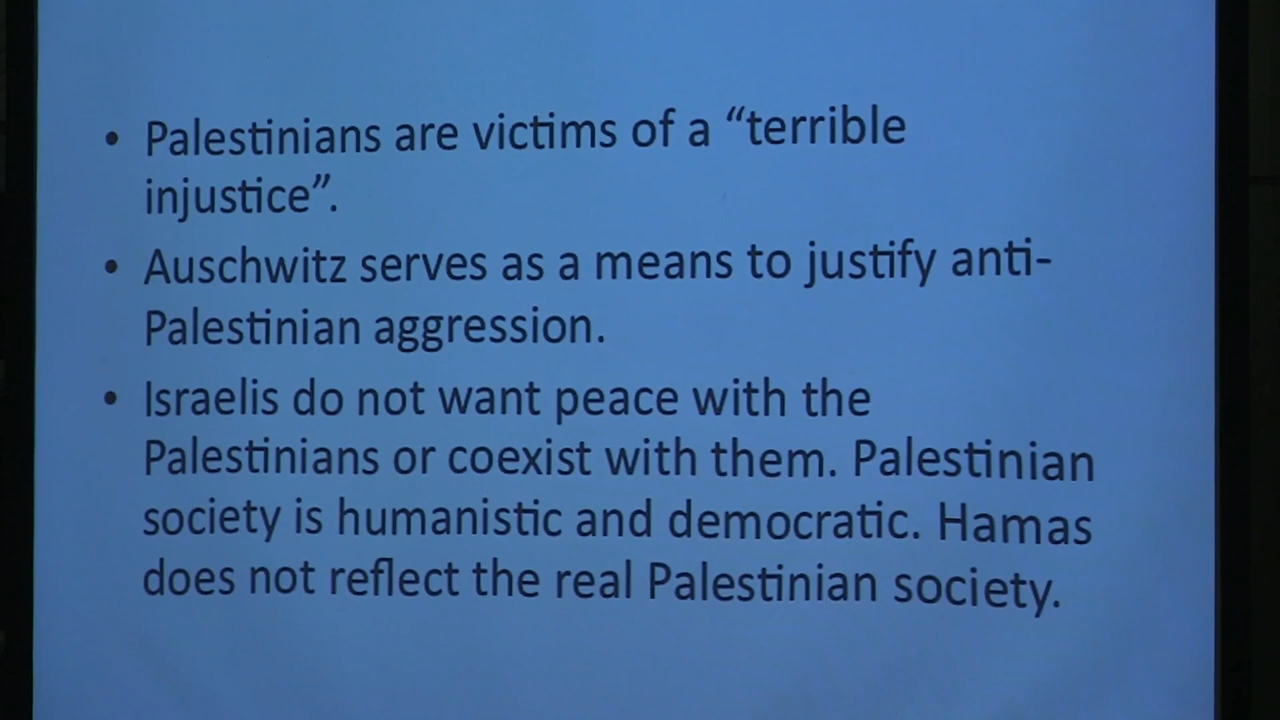 • Palestinians are victims of a “terrible
injustice”.
• Auschwitz serves as a means to justify anti-
Palestinian aggression.
• Israelis do not want peace with the
Palestinians or coexist with them. Palestinian
society is humanistic and democratic. Hamas
does not reflect the real Palestinian society.